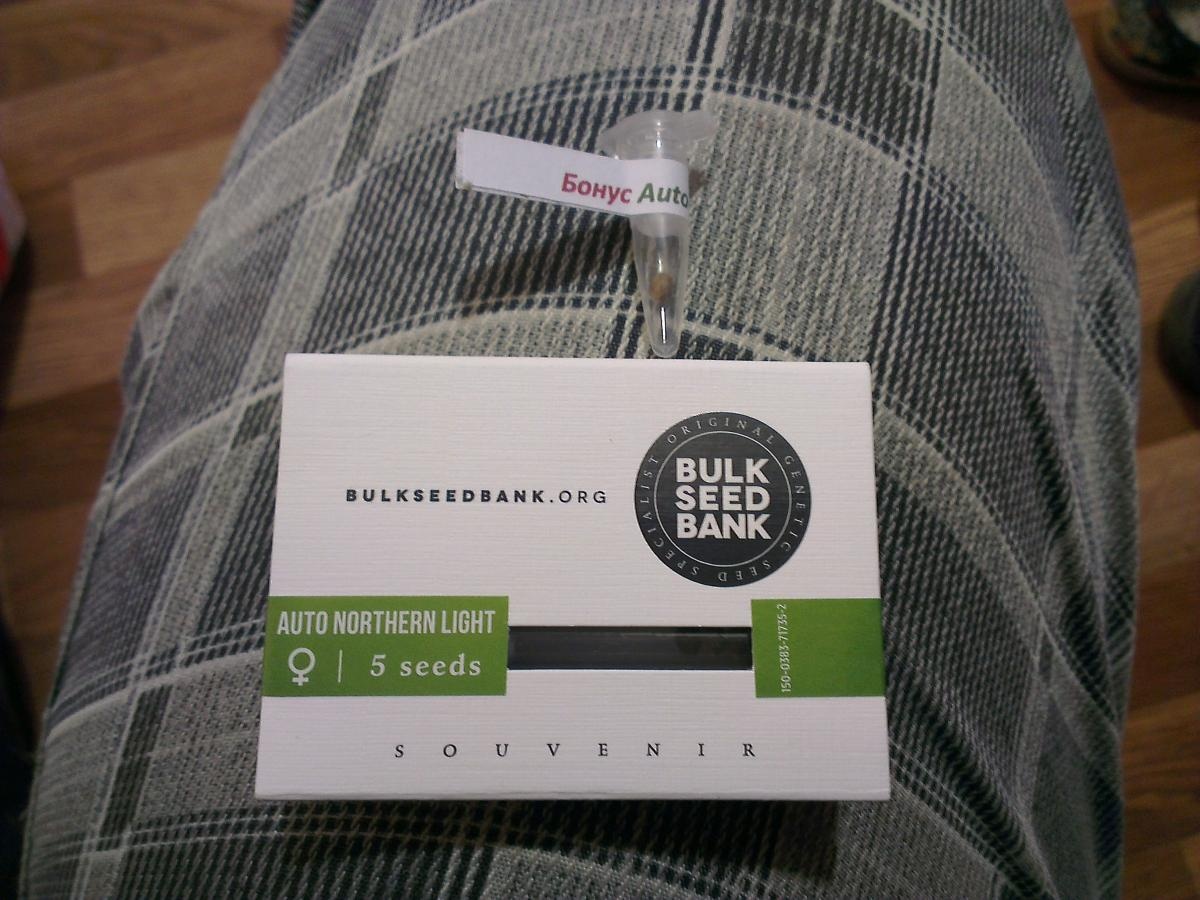 Бонус Auto
BULKSEEDBANK.ORG
SPECIALIST ORIGINAL GENETIC SEED
BULK
SEED
BANK
AUTO NORTHERN LIGHT
♀ | 5 seeds
150-0383-71735-2
SOUVENIR